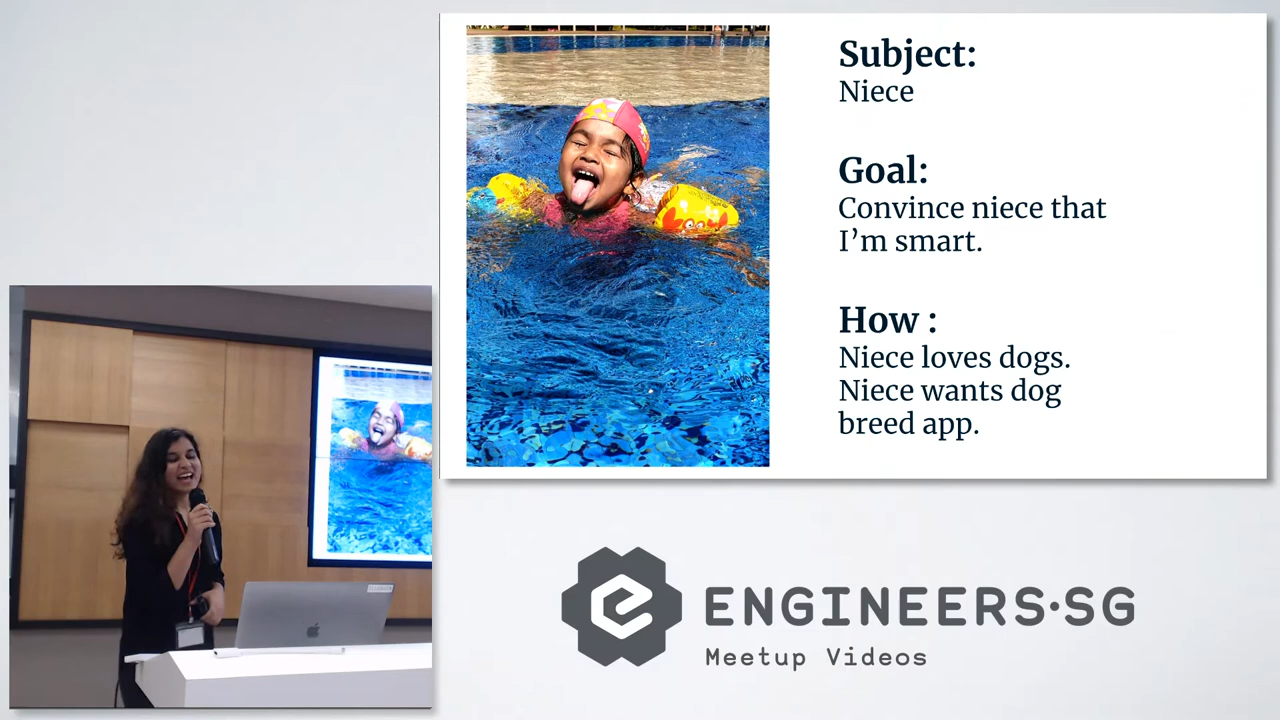 Subject:
Niece
Goal:
Convince niece that
I’m smart.
How :
Niece loves dogs.
Niece wants dog
breed app.
ENGINEERS·SG
Meetup Videos